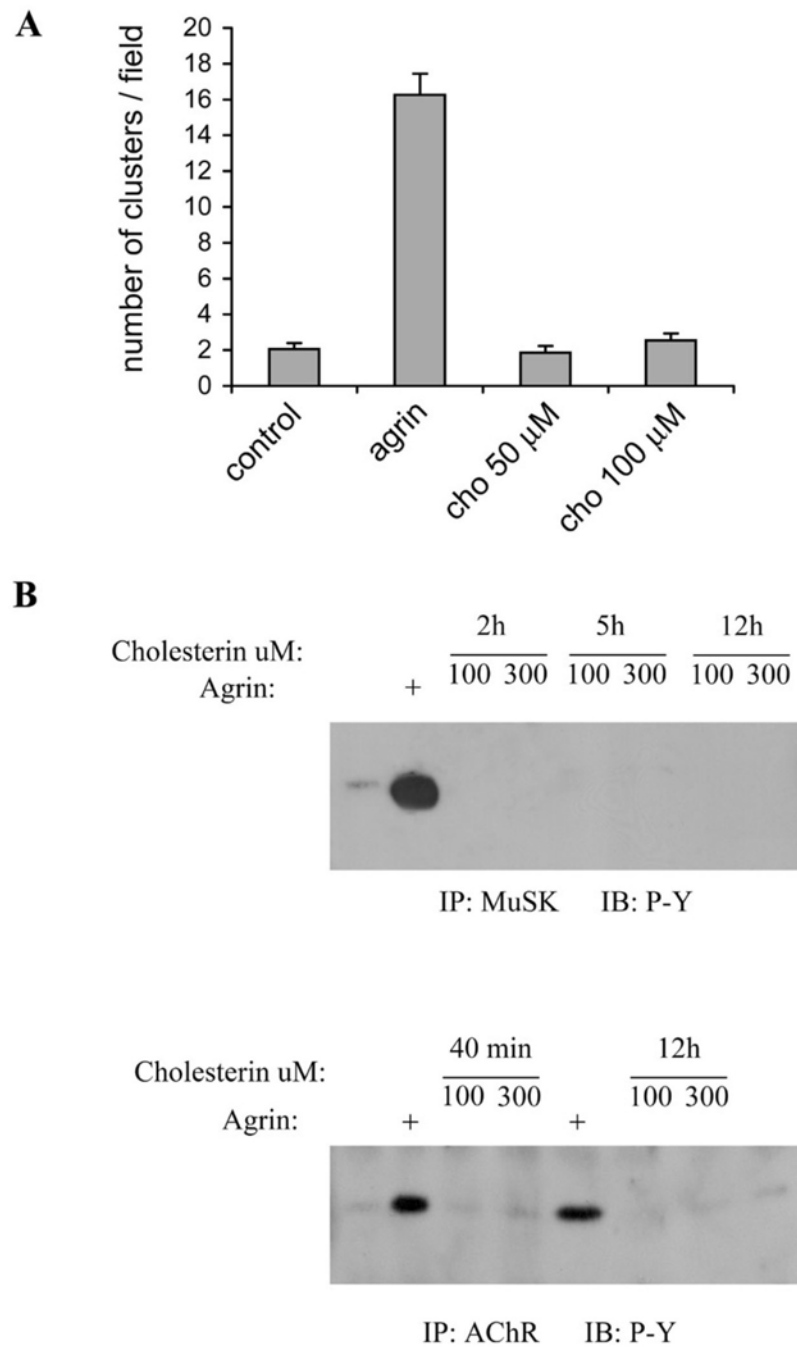 A
number of clusters / field
20
18
16
14
12
10
8
6
4
2
0
control
agrin
cho 50 μM
cho 100 μM
B
2h 5h 12h
Cholesterin uM: 100 300 100 300 100 300
Agrin: +
IP: MuSK IB: P-Y
40 min 12h
Cholesterin uM: 100 300 100 300
Agrin: + +
IP: AChR IB: P-Y